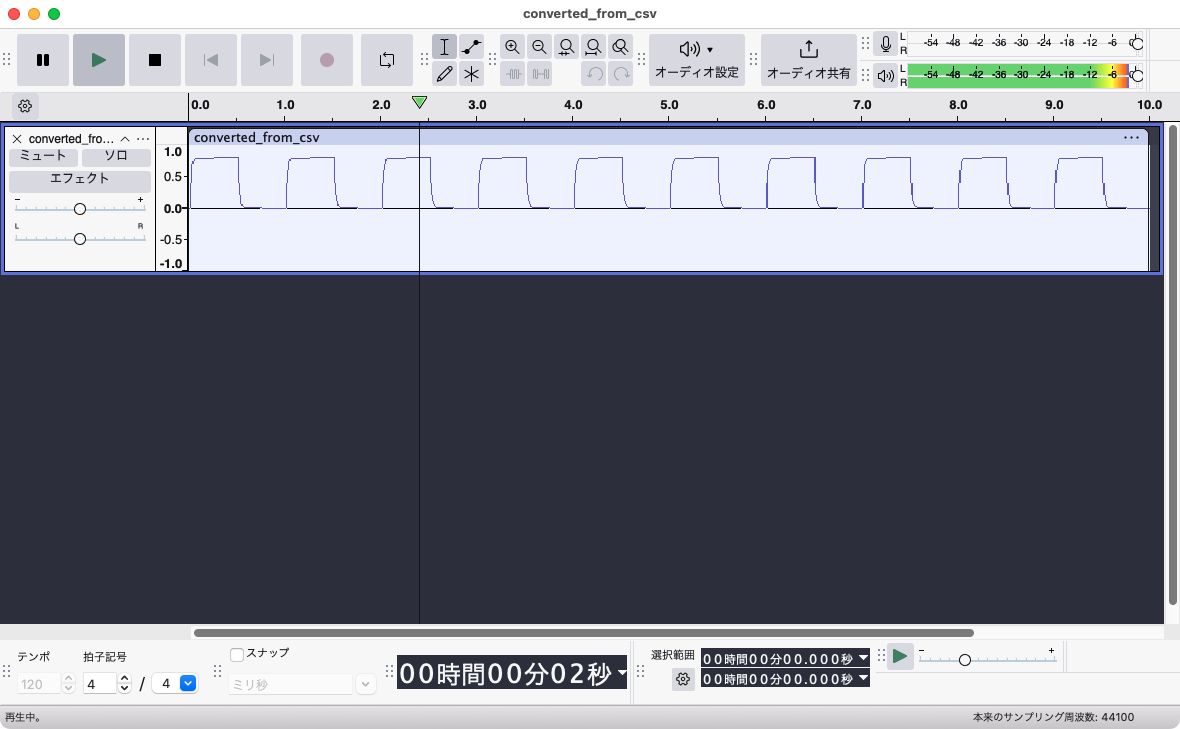 converted_from_csv
オーディオ設定
オーディオ共有
L
R
-54 -48 -42 -36 -30 -24 -18 -12 -6 0
L
R
-54 -48 -42 -36 -30 -24 -18 -12 -6 0
0.0 1.0 2.0 3.0 4.0 5.0 6.0 7.0 8.0 9.0 10.0
converted_fro... ...
ミュート ソロ
エフェクト
- +
L R
1.0
0.5
0.0
-0.5
-1.0
converted_from_csv ...
テンポ
120
拍子記号
4 / 4
スナップ
ミリ秒
00時間00分02秒
選択範囲
00時間00分00.000秒
00時間00分00.000秒
- +
再生中。
本来のサンプリング周波数: 44100